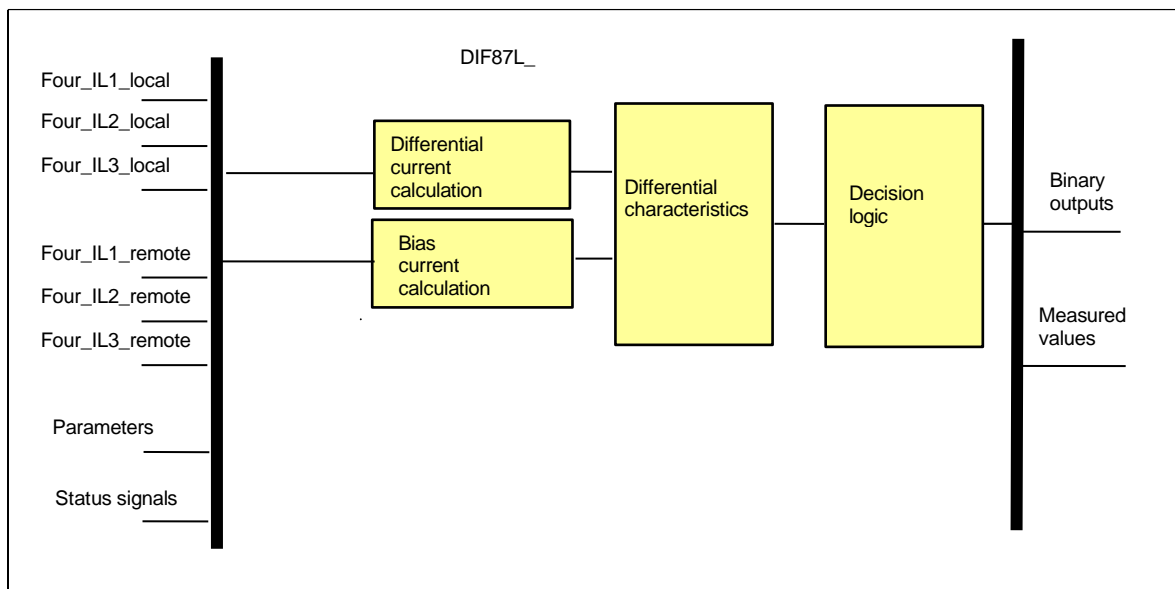 DIF87L_
Four_IL1_local
Four_IL2_local
Four_IL3_local
Four_IL1_remote
Four_IL2_remote
Four_IL3_remote
Parameters
Status signals
Differential
current
calculation
Bias
current
calculation
Differential
characteristics
Decision
logic
Binary
outputs
Measured
values